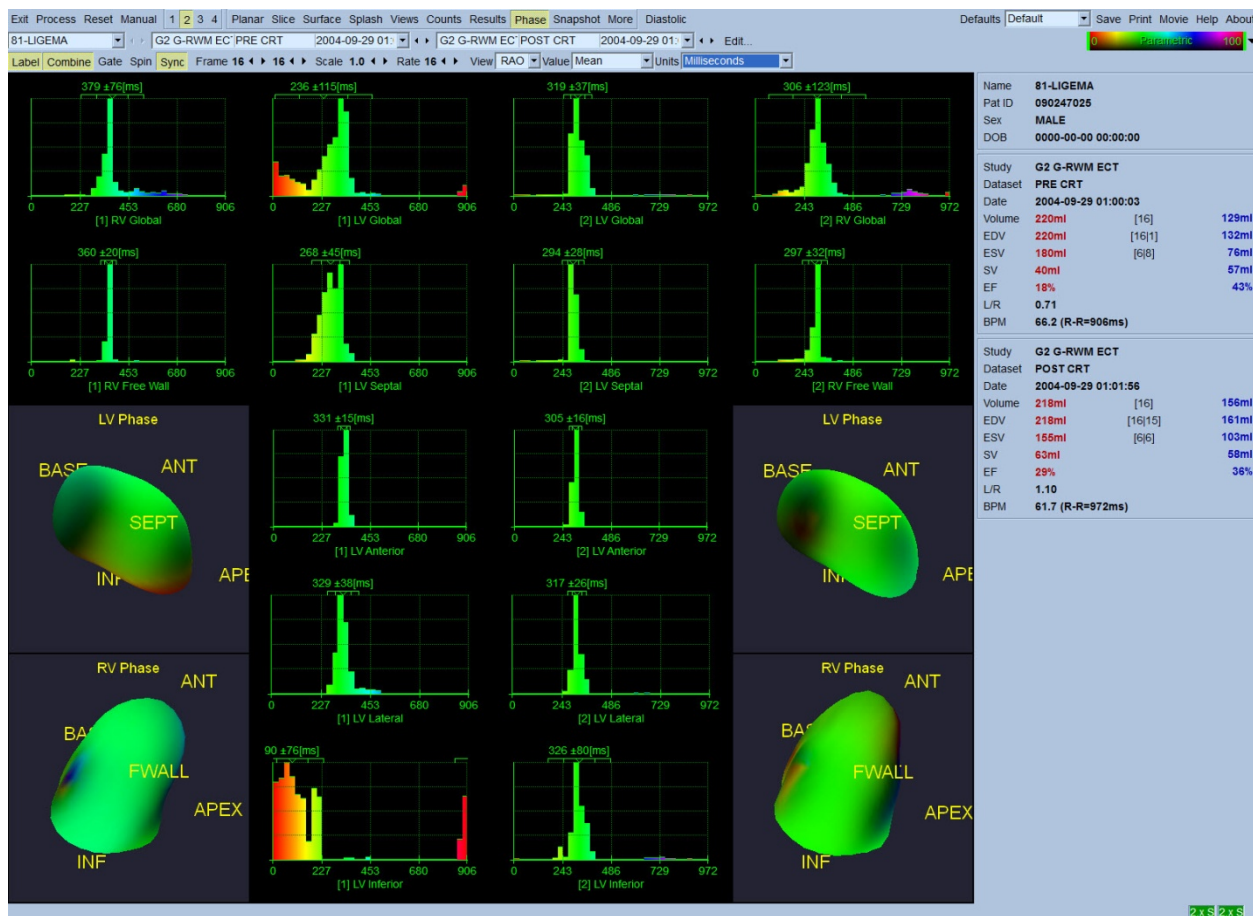 Exit Process Reset Manual 1 2 3 4 Planar Slice Surface Splash Views Counts Results Phase Snapshot More Diastolic Defaults Default Save Print Movie Help About
81-LIGEMA G2 G-RWM EC PRE CRT 2004-09-29 01: G2 G-RWM EC POST CRT 2004-09-29 01: Edit... 0 Parametric 100
Label Combine Gate Spin Sync Frame 16 16 Scale 1.0 Rate 16 View RAO Value Mean Units Milliseconds
379 ±76[ms]
0 227 453 680 906
[1] RV Global
236 ±115[ms]
0 227 453 680 906
[1] LV Global
319 ±37[ms]
0 243 486 729 972
[2] LV Global
306 ±123[ms]
0 243 486 729 972
[2] RV Global
360 ±20[ms]
0 227 453 680 906
[1] RV Free Wall
268 ±45[ms]
0 227 453 680 906
[1] LV Septal
294 ±28[ms]
0 243 486 729 972
[2] LV Septal
297 ±32[ms]
0 243 486 729 972
[2] RV Free Wall
LV Phase
BASE ANT
SEPT
INF APE
331 ±15[ms]
0 227 453 680 906
[1] LV Anterior
305 ±16[ms]
0 243 486 729 972
[2] LV Anterior
LV Phase
BASE ANT
SEPT
INF APE
329 ±38[ms]
0 227 453 680 906
[1] LV Lateral
317 ±26[ms]
0 243 486 729 972
[2] LV Lateral
RV Phase
ANT
BA
FWALL
APEX
INF
90 ±76[ms]
0 227 453 680 906
[1] LV Inferior
326 ±80[ms]
0 243 486 729 972
[2] LV Inferior
RV Phase
ANT
BAS
FWALL
APEX
INF
Name 81-LIGEMA
Pat ID 090247025
Sex MALE
DOB 0000-00-00 00:00:00
Study G2 G-RWM ECT
Dataset PRE CRT
Date 2004-09-29 01:00:03
Volume 220ml [16] 129ml
EDV 220ml [16|1] 132ml
ESV 180ml [6|8] 76ml
SV 40ml 57ml
EF 18% 43%
L/R 0.71
BPM 66.2 (R-R=906ms)
Study G2 G-RWM ECT
Dataset POST CRT
Date 2004-09-29 01:01:56
Volume 218ml [16] 156ml
EDV 218ml [16|15] 161ml
ESV 155ml [6|6] 103ml
SV 63ml 58ml
EF 29% 36%
L/R 1.10
BPM 61.7 (R-R=972ms)
2 x S 2 x S